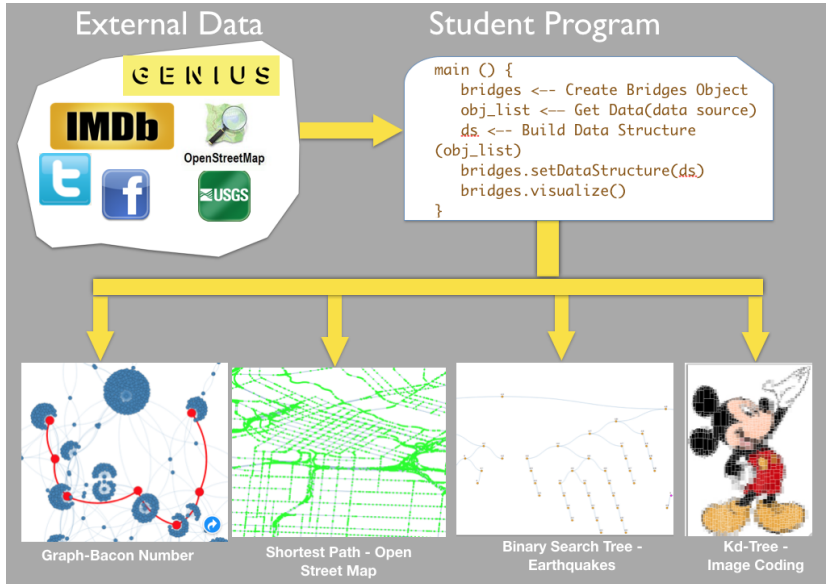 External Data
Student Program
GENIUS
IMDb
OpenStreetMap
t
f
USGS
main () {
bridges <-- Create Bridges Object
obj_list <-- Get Data(data source)
ds <-- Build Data Structure
(obj_list)
bridges.setDataStructure(ds)
bridges.visualize()
}
Graph-Bacon Number
Shortest Path - Open
Street Map
Binary Search Tree -
Earthquakes
Kd-Tree -
Image Coding